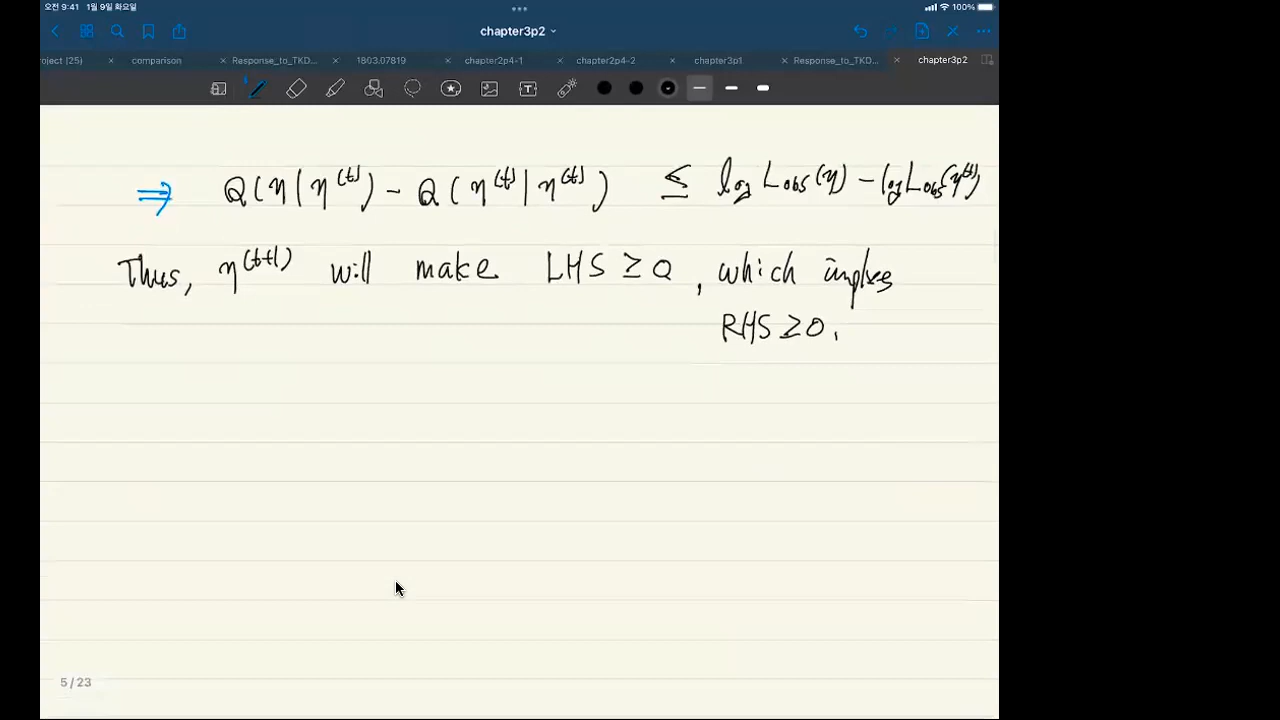 오전 9:41 1월 9일 화요일
100%
chapter3p2
roject (25)
comparison
Response_to_TKD...
1803.07819
chapter2p4-1
chapter2p4-2
chapter3p1
Response_to_TKD...
chapter3p2
⇒ Q(η | η^(t)) - Q(η^(t) | η^(t)) ≤ log L_obs(η) - log L_obs(η^(t))
Thus, η^(t+1) will make LHS ≥ 0, which implies
RHS ≥ 0.
5 / 23